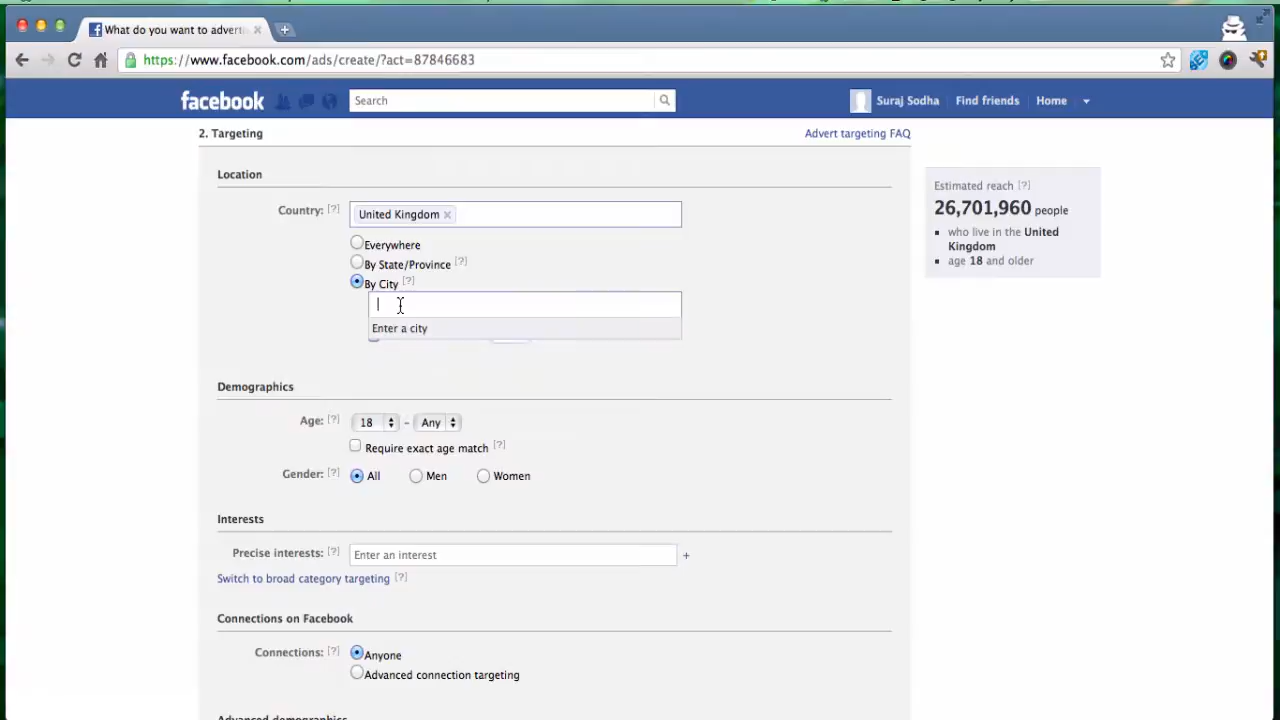 What do you want to adverti
https://www.facebook.com/ads/create/?act=87846683
facebook
Search
Suraj Sodha
Find friends
Home
2. Targeting
Advert targeting FAQ
Location
Country: [?]
United Kingdom ×
Everywhere
By State/Province [?]
By City [?]
Enter a city
Demographics
Age: [?]
18 – Any
Require exact age match [?]
Gender: [?]
All
Men
Women
Interests
Precise interests: [?]
Enter an interest
+
Switch to broad category targeting [?]
Connections on Facebook
Connections: [?]
Anyone
Advanced connection targeting
Advanced demographics
Estimated reach [?]
26,701,960 people
who live in the United
Kingdom
age 18 and older